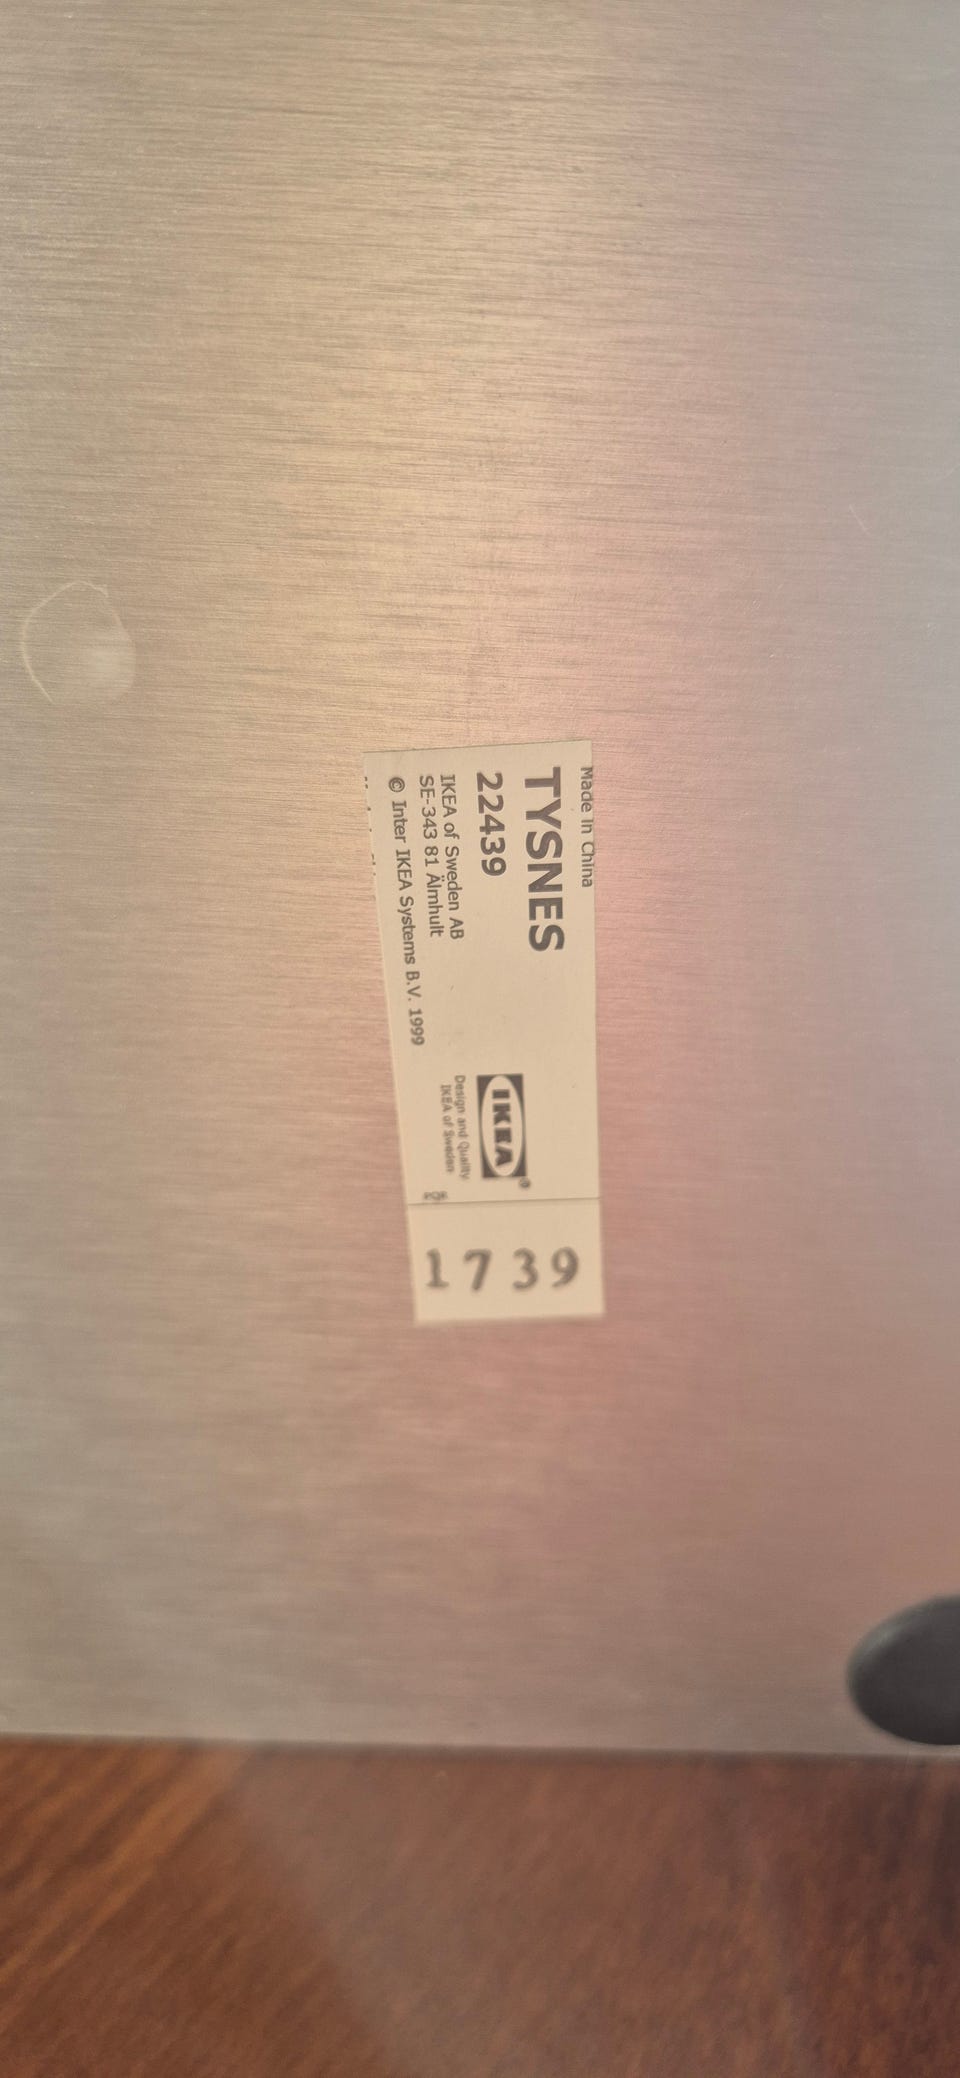 Made in China
TYSNES
22439
IKEA of Sweden AB
SE-343 81 Älmhult
© Inter IKEA Systems B.V. 1999
IKEA®
Design and Quality
IKEA of Sweden
1739